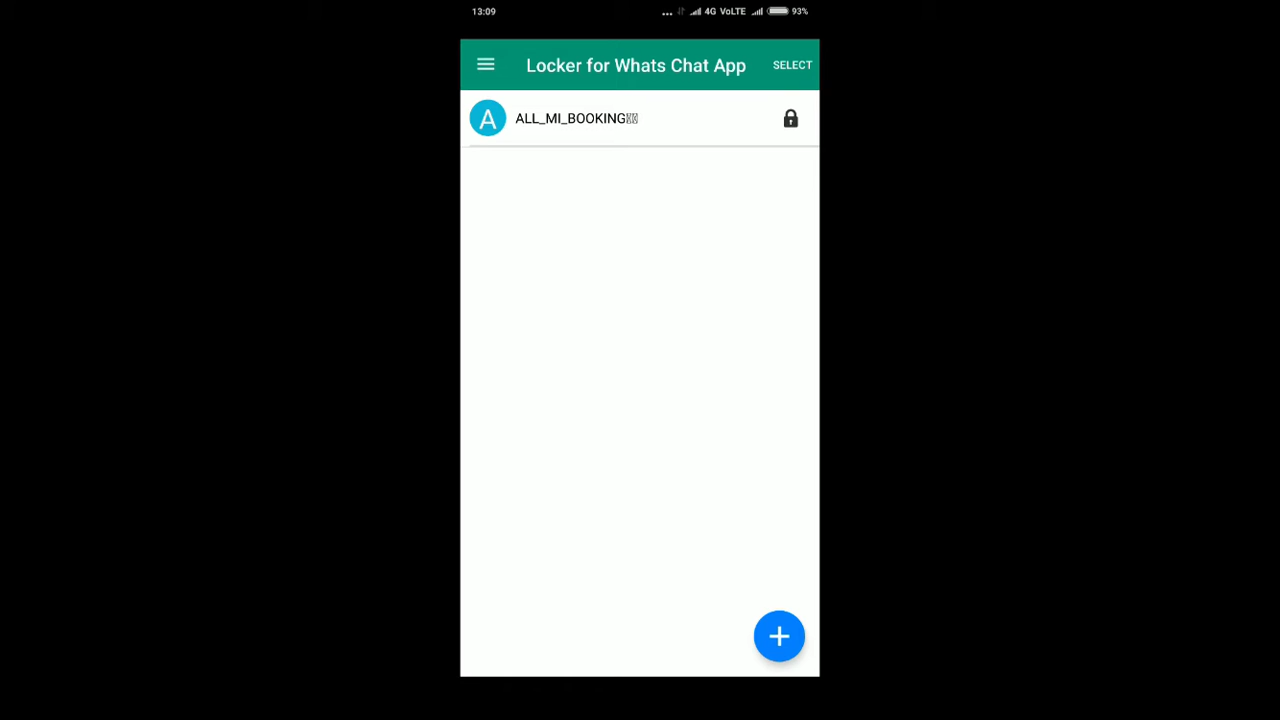 13:09 ... 4G VoLTE 93%
Locker for Whats Chat App SELECT
A ALL_MI_BOOKING